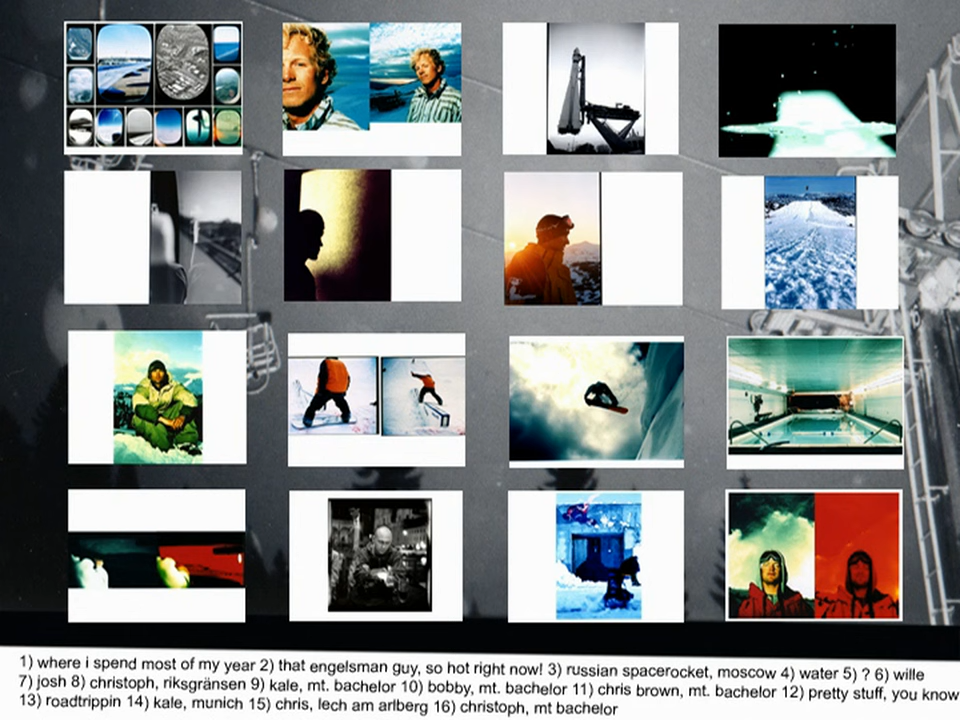 1) where i spend most of my year 2) that engelsman guy, so hot right now! 3) russian spacerocket, moscow 4) water 5) ? 6) wille
7) josh 8) christoph, riksgränsen 9) kale, mt. bachelor 10) bobby, mt. bachelor 11) chris brown, mt. bachelor 12) pretty stuff, you know
13) roadtrippin 14) kale, munich 15) chris, lech am arlberg 16) christoph, mt bachelor